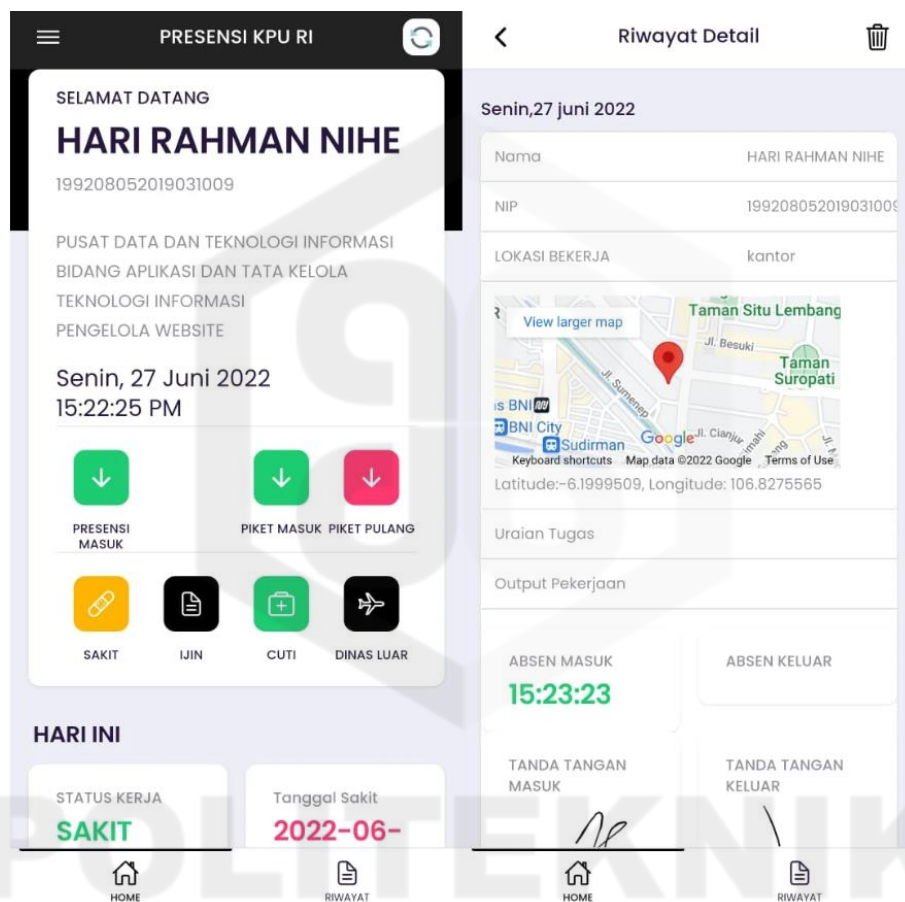 PRESENSI KPU RI
SELAMAT DATANG
HARI RAHMAN NIHE
199208052019031009
PUSAT DATA DAN TEKNOLOGI INFORMASI
BIDANG APLIKASI DAN TATA KELOLA
TEKNOLOGI INFORMASI
PENGELOLA WEBSITE
Senin, 27 Juni 2022
15:22:25 PM
PRESENSI
MASUK
PIKET MASUK
PIKET PULANG
SAKIT
IJIN
CUTI
DINAS LUAR
HARI INI
STATUS KERJA
SAKIT
Tanggal Sakit
2022-06-
HOME
RIWAYAT
Riwayat Detail
Senin,27 juni 2022
Nama
HARI RAHMAN NIHE
NIP
199208052019031009
LOKASI BEKERJA
kantor
View larger map
Taman Situ Lembang
Jl. Besuki
Taman
Suropati
Jl. Sumenep
s BNI
BNI City
Sudirman
Google
Jl. Cianjur
Keyboard shortcuts
Map data ©2022 Google
Terms of Use
Latitude:-6.1999509, Longitude: 106.8275565
Uraian Tugas
Output Pekerjaan
ABSEN MASUK
15:23:23
ABSEN KELUAR
TANDA TANGAN
MASUK
TANDA TANGAN
KELUAR
HOME
RIWAYAT
POLITEKNIK